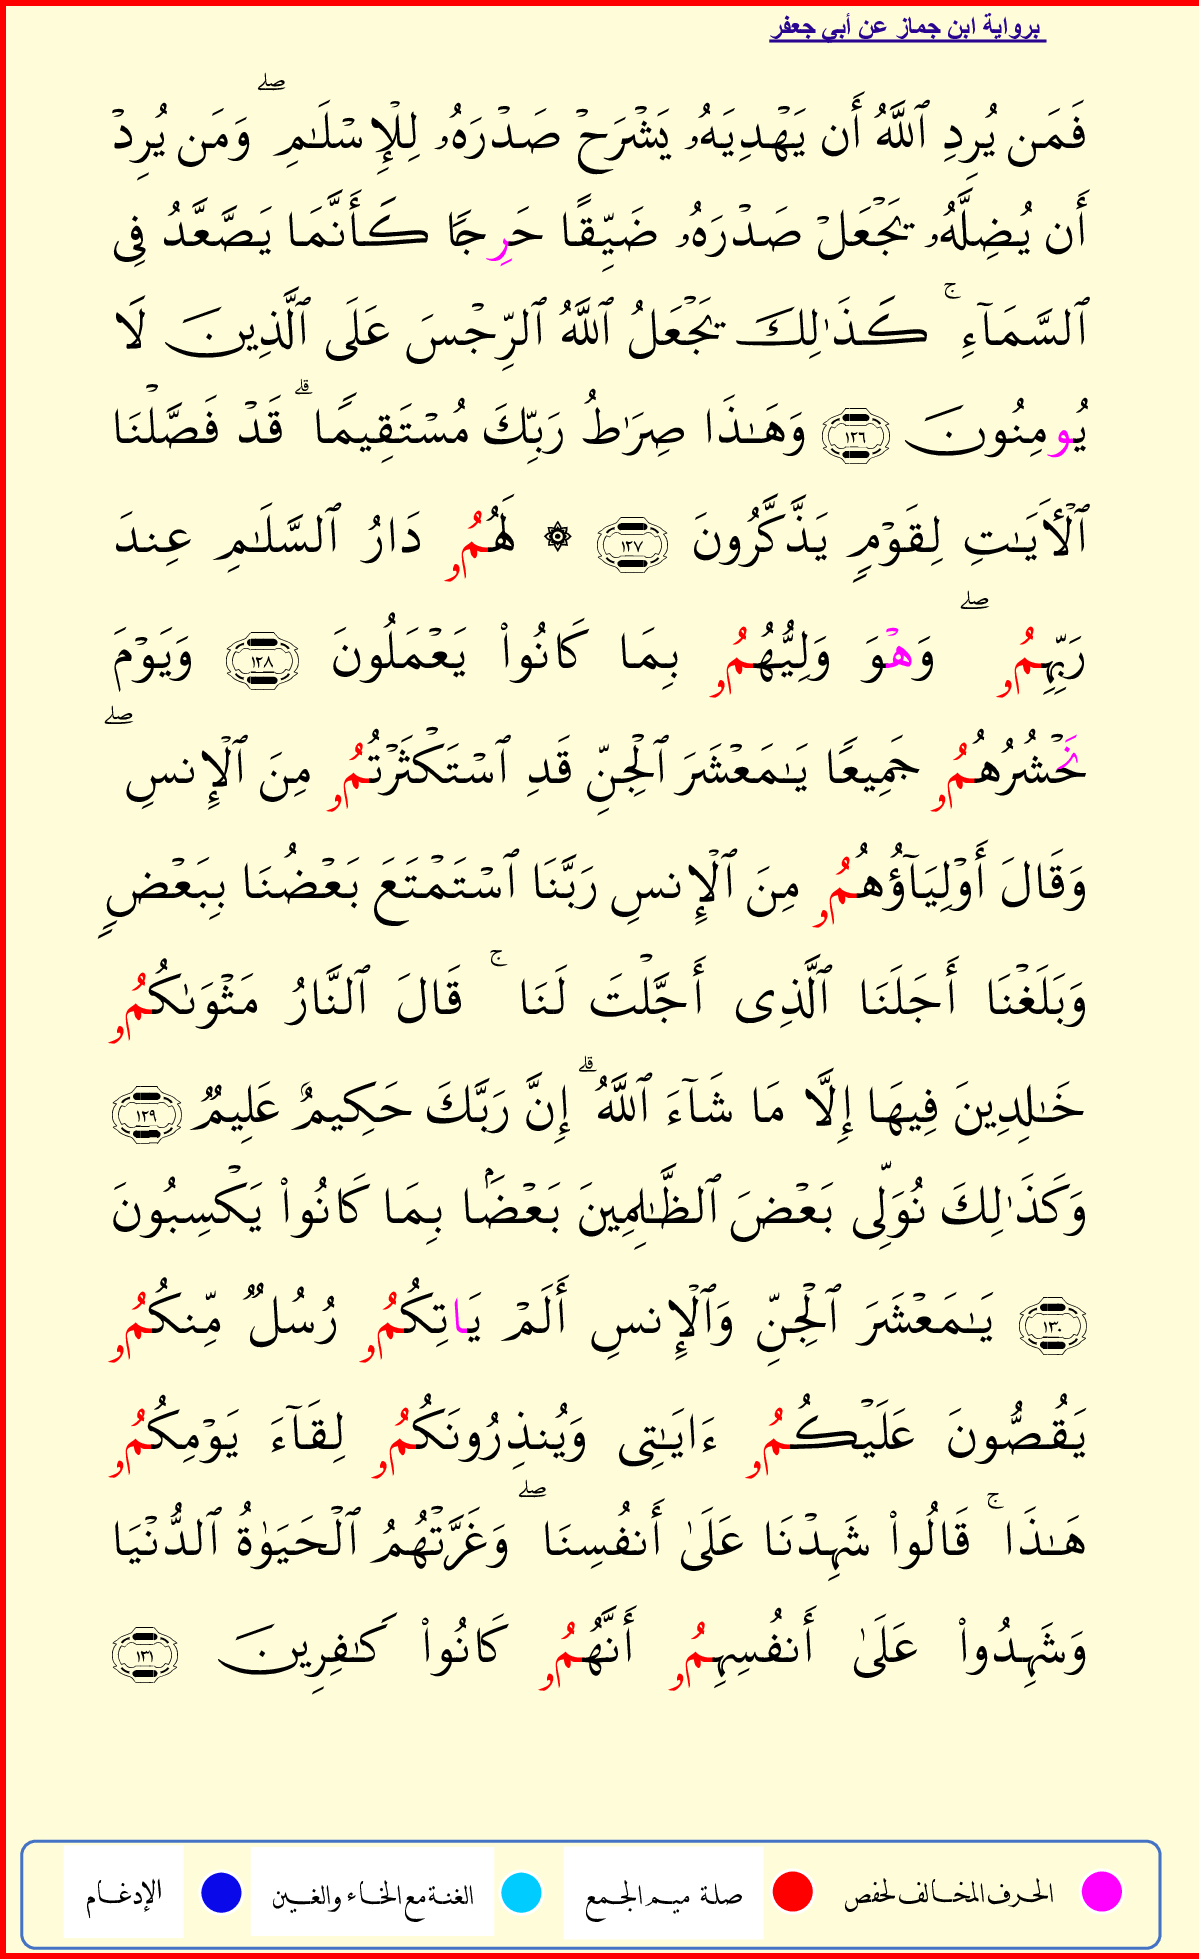 برواية ابن جماز عن أبي جعفر
فَمَن يُرِدِ ٱللَّهُ أَن يَهۡدِيَهُۥ يَشۡرَحۡ صَدۡرَهُۥ لِلۡإِسۡلَٰمِۖ وَمَن يُرِدۡ
أَن يُضِلَّهُۥ يَجۡعَلۡ صَدۡرَهُۥ ضَيِّقًا حَرِجٗا كَأَنَّمَا يَصَّعَّدُ فِي
ٱلسَّمَآءِۚ كَذَٰلِكَ يَجۡعَلُ ٱللَّهُ ٱلرِّجۡسَ عَلَى ٱلَّذِينَ لَا
يُومِنُونَ ١٢٦ وَهَٰذَا صِرَٰطُ رَبِّكَ مُسۡتَقِيمٗاۗ قَدۡ فَصَّلۡنَا
ٱلۡأٓيَٰتِ لِقَوۡمٖ يَذَّكَّرُونَ ١٢٧ ۞ لَهُمُۥ دَارُ ٱلسَّلَٰمِ عِندَ
رَبِّهِمُۥۖ وَهۡوَ وَلِيُّهُمُۥ بِمَا كَانُواْ يَعۡمَلُونَ ١٢٨ وَيَوۡمَ
نَحۡشُرُهُمُۥ جَمِيعٗا يَٰمَعۡشَرَ ٱلۡجِنِّ قَدِ ٱسۡتَكۡثَرۡتُمُۥ مِنَ ٱلۡإِنسِۖ
وَقَالَ أَوۡلِيَآؤُهُمُۥ مِنَ ٱلۡإِنسِ رَبَّنَا ٱسۡتَمۡتَعَ بَعۡضُنَا بِبَعۡضٖ
وَبَلَغۡنَا أَجَلَنَا ٱلَّذِي أَجَّلۡتَ لَنَاۚ قَالَ ٱلنَّارُ مَثۡوَىٰكُمُۥ
خَٰلِدِينَ فِيهَا إِلَّا مَا شَآءَ ٱللَّهُۗ إِنَّ رَبَّكَ حَكِيمٌ عَلِيمٞ ١٢٩
وَكَذَٰلِكَ نُوَلِّي بَعۡضَ ٱلظَّٰلِمِينَ بَعۡضَۢا بِمَا كَانُواْ يَكۡسِبُونَ
١٣٠ يَٰمَعۡشَرَ ٱلۡجِنِّ وَٱلۡإِنسِ أَلَمۡ يَاتِكُمُۥ رُسُلٞ مِّنكُمُۥ
يَقُصُّونَ عَلَيۡكُمُۥ ءَايَٰتِي وَيُنذِرُونَكُمُۥ لِقَآءَ يَوۡمِكُمُۥ
هَٰذَاۚ قَالُواْ شَهِدۡنَا عَلَىٰ أَنفُسِنَاۖ وَغَرَّتۡهُمُ ٱلۡحَيَوٰةُ ٱلدُّنۡيَا
وَشَهِدُواْ عَلَىٰ أَنفُسِهِمُۥ أَنَّهُمُۥ كَانُواْ كَٰفِرِينَ ١٣١
الحرف المخالف لحفص صلة ميم الجمع الغنة مع الخاء والغين الإدغام